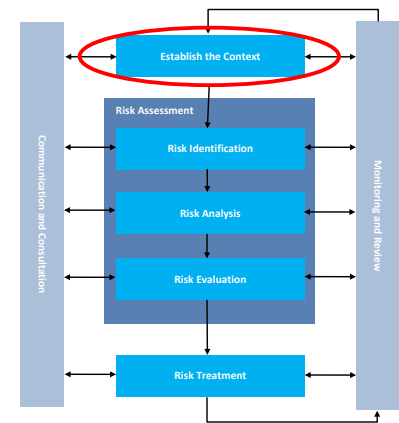 Establish the Context
Risk Assessment
Risk Identification
Risk Analysis
Risk Evaluation
Risk Treatment
Communication and Consultation
Monitoring and Review